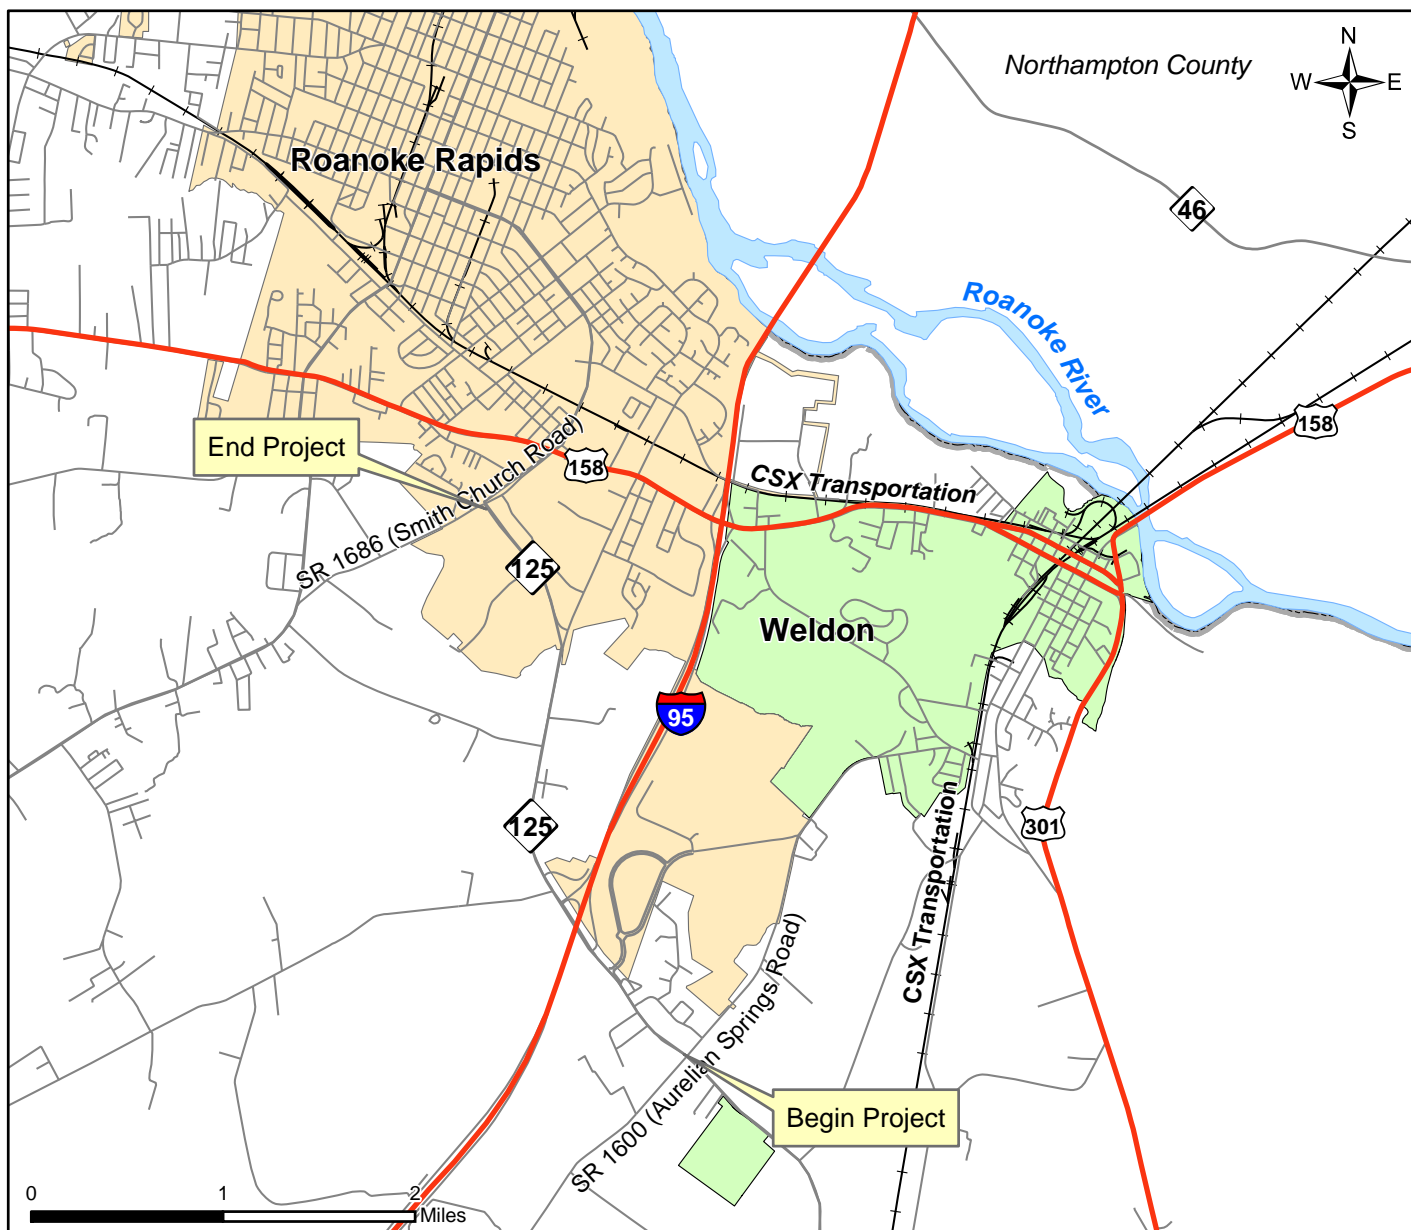 N
Northampton County
W
E
S
Roanoke Rapids
46
Roanoke River
158
End Project
SR 1686 (Smith Church Road)
158
CSX Transportation
125
Weldon
95
125
301
CSX Transportation
SR 1600 (Aurelian Springs Road)
Begin Project
0
1
2
Miles